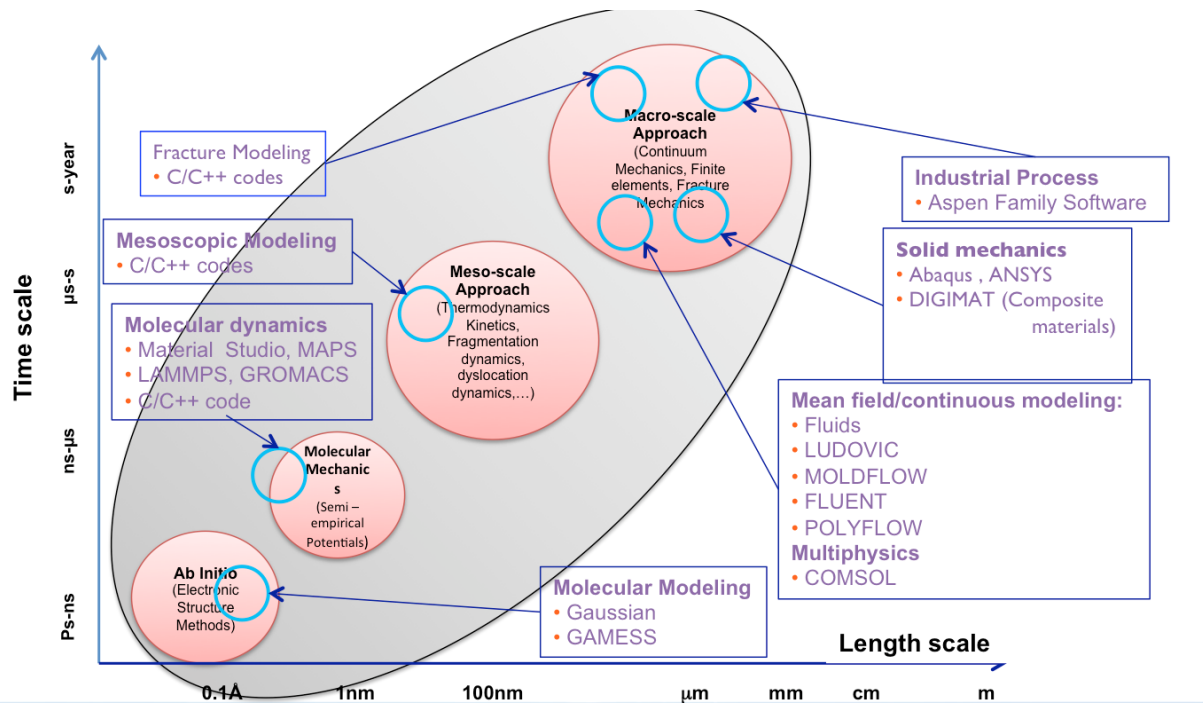 Time scale
s-year
µs-s
ns-µs
Ps-ns
Fracture Modeling
• C/C++ codes
Mesoscopic Modeling
• C/C++ codes
Molecular dynamics
• Material Studio, MAPS
• LAMMPS, GROMACS
• C/C++ code
Macro-scale
Approach
(Continuum
Mechanics, Finite
elements, Fracture
Mechanics
Meso-scale
Approach
(Thermodynamics
Kinetics,
Fragmentation
dynamics,
dyslocation
dynamics,…)
Molecular
Mechanic
s
(Semi –
empirical
Potentials)
Ab Initio
(Electronic
Structure
Methods)
Industrial Process
• Aspen Family Software
Solid mechanics
• Abaqus , ANSYS
• DIGIMAT (Composite
materials)
Mean field/continuous modeling:
• Fluids
• LUDOVIC
• MOLDFLOW
• FLUENT
• POLYFLOW
Multiphysics
• COMSOL
Molecular Modeling
• Gaussian
• GAMESS
Length scale
0.1Å 1nm 100nm µm mm cm m